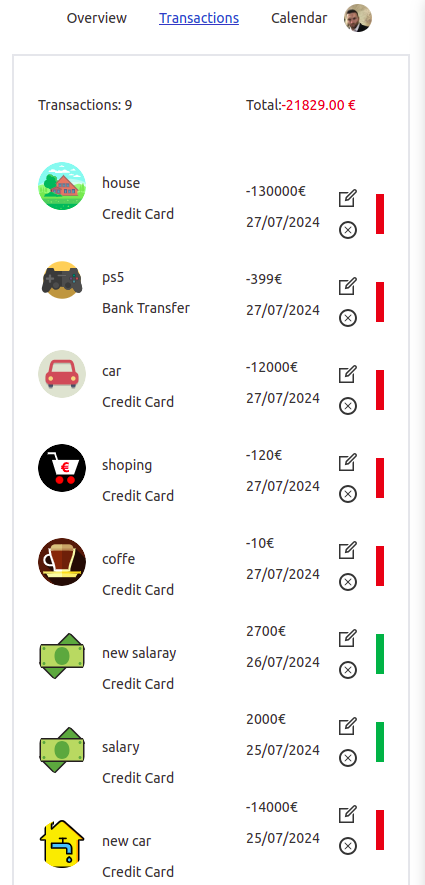 Overview Transactions Calendar
Transactions: 9 Total:-21829.00 €
house
-130000€
Credit Card
27/07/2024
ps5
-399€
Bank Transfer
27/07/2024
car
-12000€
Credit Card
27/07/2024
shoping
-120€
Credit Card
27/07/2024
€
coffe
-10€
Credit Card
27/07/2024
new salaray
2700€
Credit Card
26/07/2024
salary
2000€
Credit Card
25/07/2024
new car
-14000€
Credit Card
25/07/2024